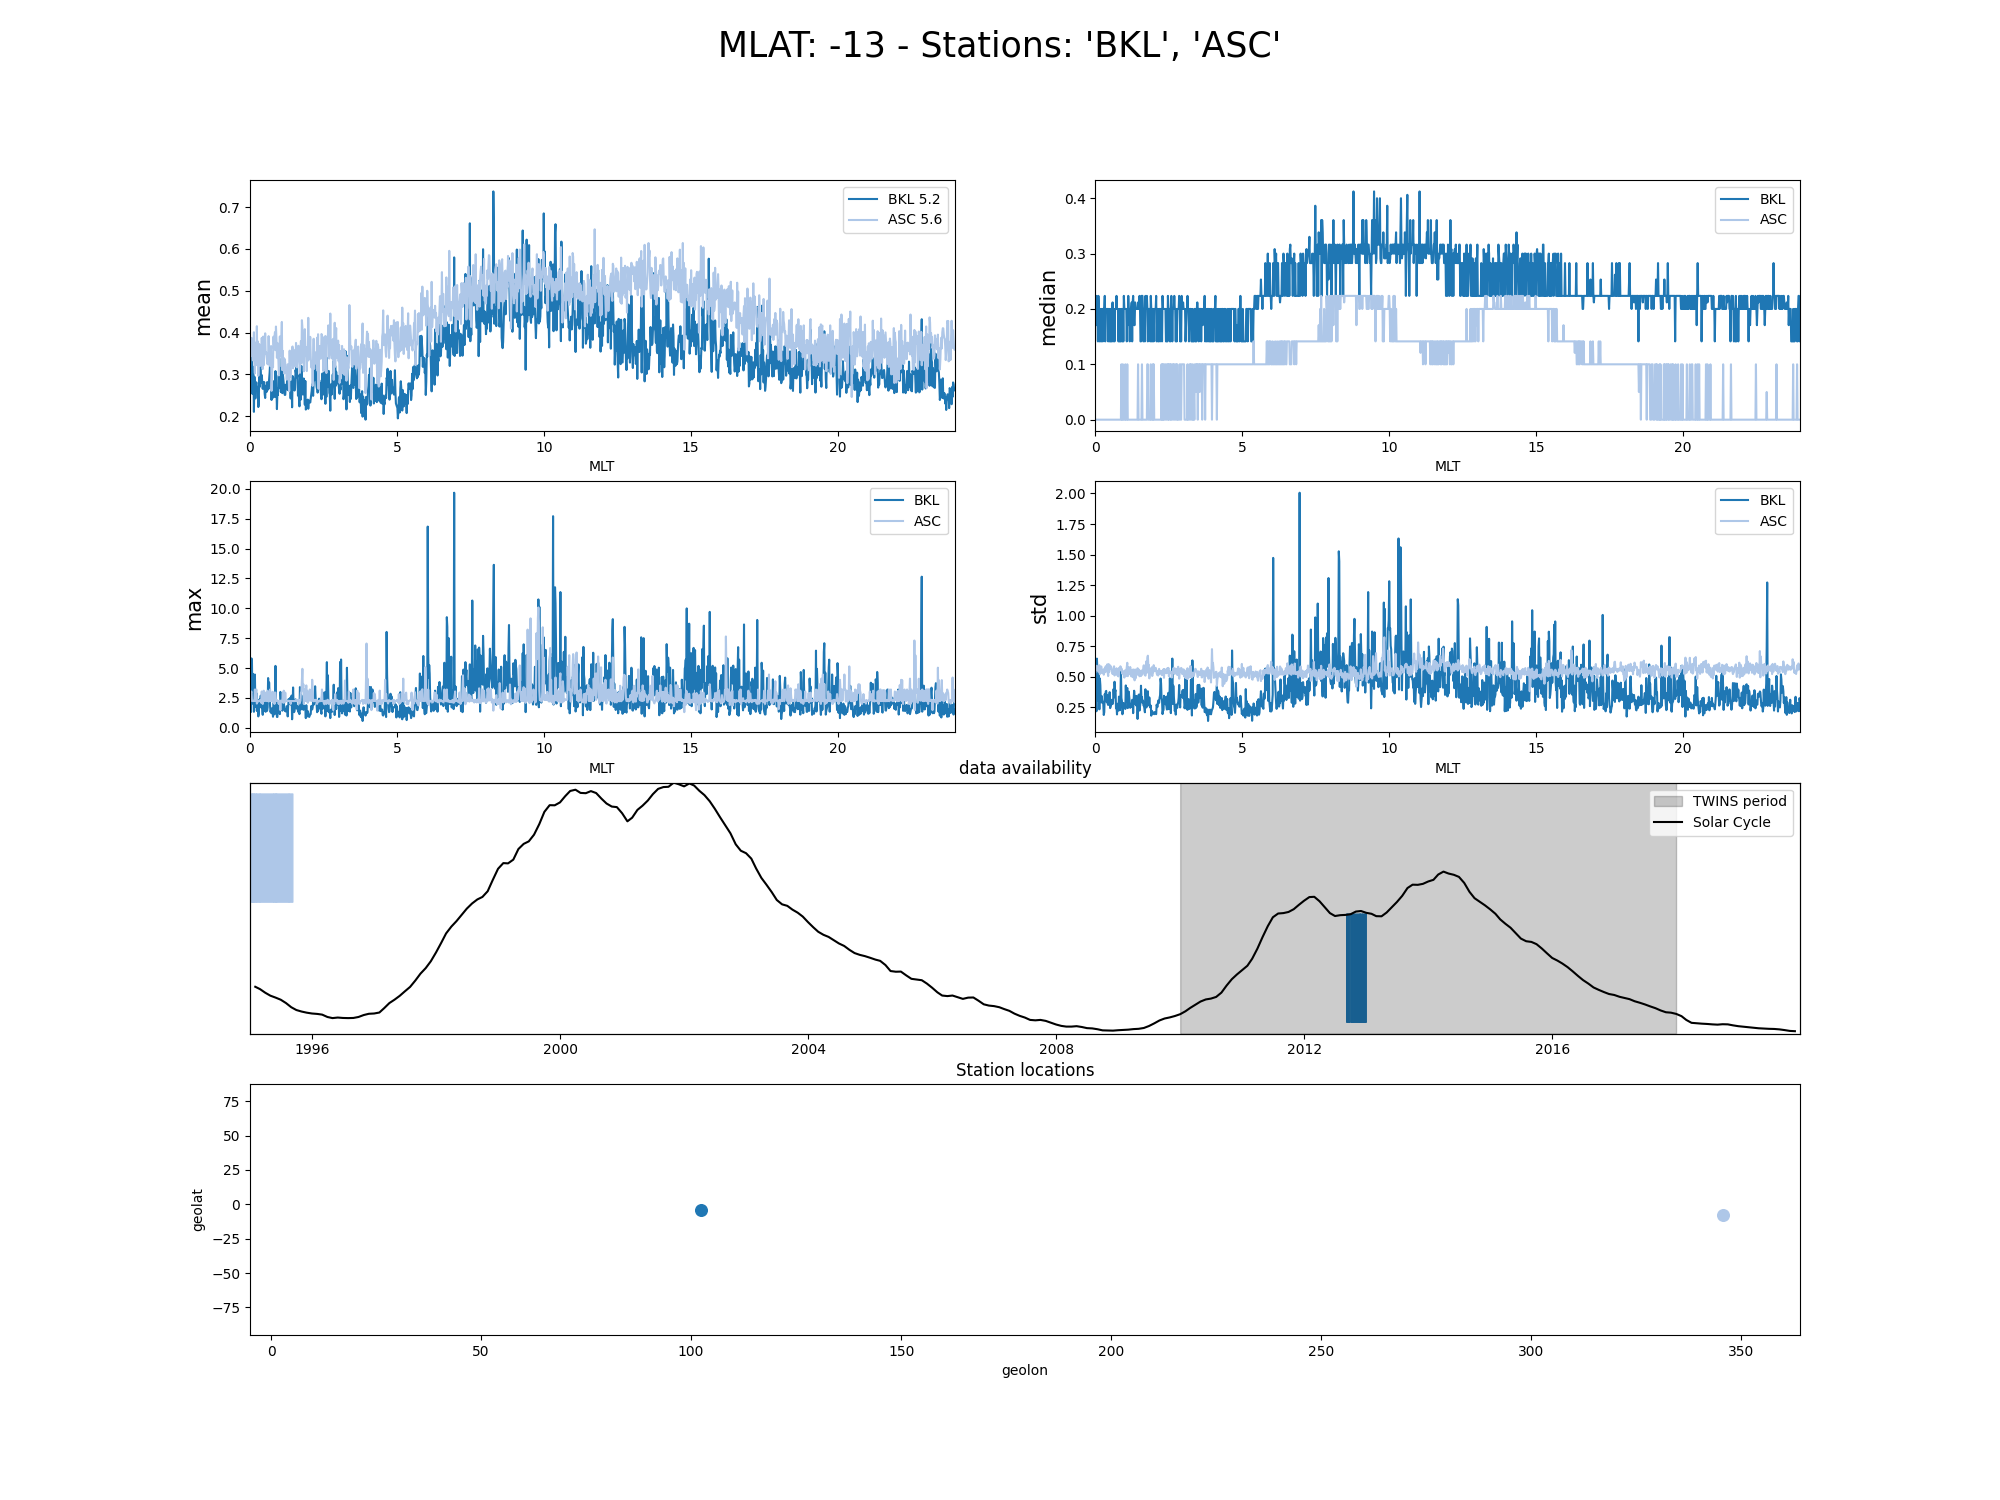 MLAT: -13 - Stations: 'BKL', 'ASC'
mean
0.7
0.6
0.5
0.4
0.3
0.2
BKL 5.2
ASC 5.6
0 5 10 15 20
MLT
median
0.4
0.3
0.2
0.1
0.0
BKL
ASC
0 5 10 15 20
MLT
max
20.0
17.5
15.0
12.5
10.0
7.5
5.0
2.5
0.0
BKL
ASC
0 5 10 15 20
MLT
std
2.00
1.75
1.50
1.25
1.00
0.75
0.50
0.25
BKL
ASC
0 5 10 15 20
MLT
data availability
TWINS period
Solar Cycle
1996 2000 2004 2008 2012 2016
Station locations
geolat
75
50
25
0
−25
−50
−75
0 50 100 150 200 250 300 350
geolon